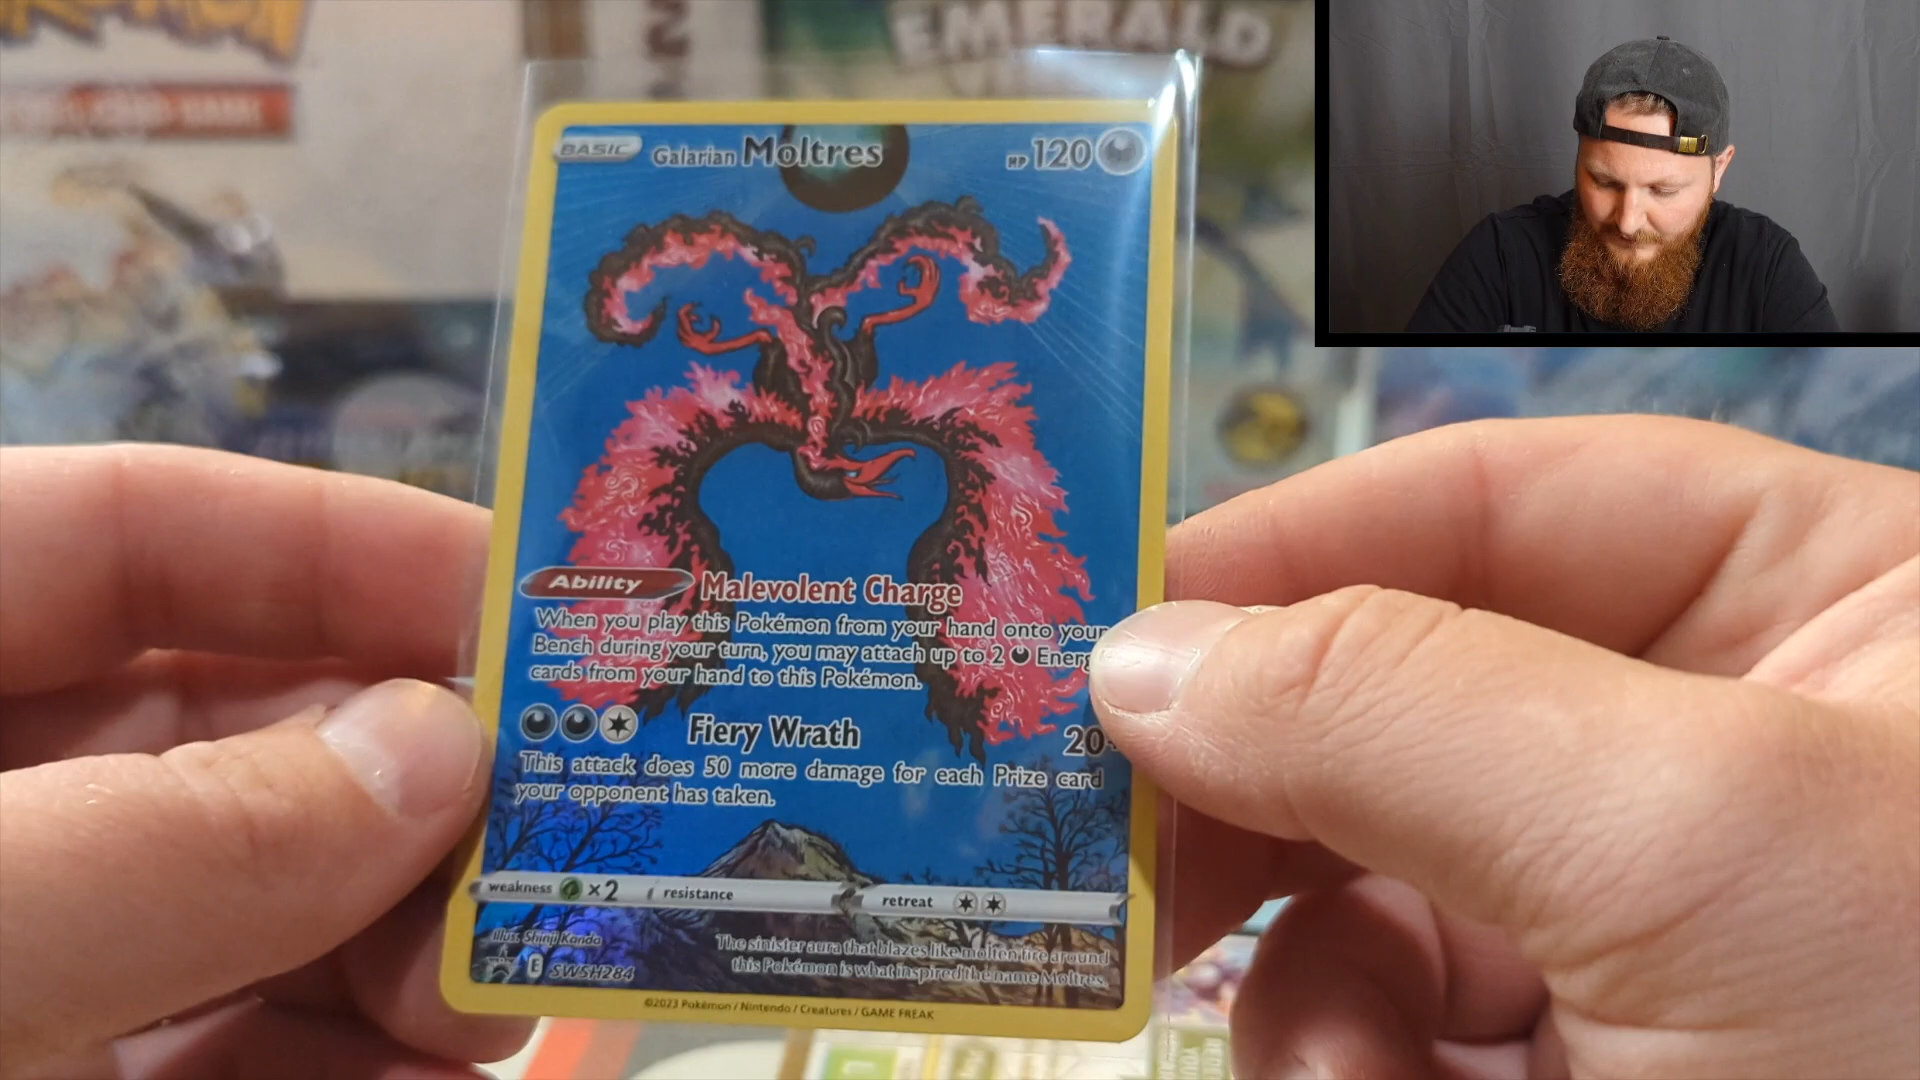 EMERALD
BASIC Galarian Moltres HP 120
Ability Malevolent Charge
When you play this Pokémon from your hand onto your
Bench during your turn, you may attach up to 2 Energ
cards from your hand to this Pokémon.
Fiery Wrath 20
This attack does 50 more damage for each Prize card
your opponent has taken.
weakness ×2 resistance retreat
Illus. Shinji Kanda
The sinister aura that blazes like molten fire around
this Pokémon is what inspired the name Moltres.
E SWSH284
©2023 Pokémon / Nintendo / Creatures / GAME FREAK